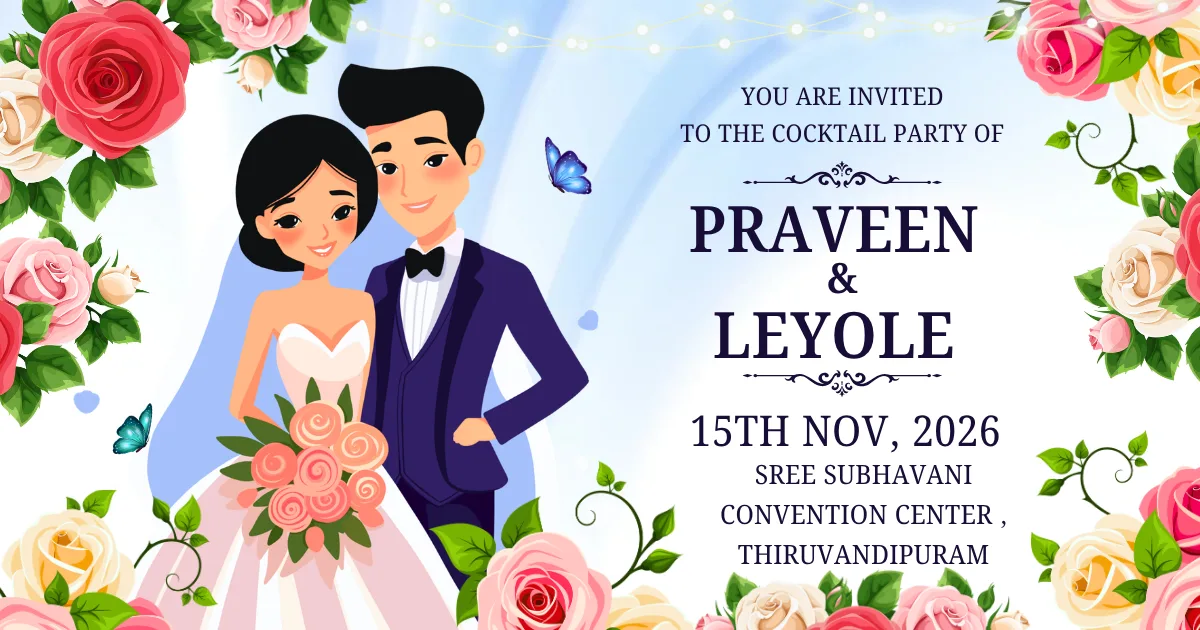 YOU ARE INVITED
TO THE COCKTAIL PARTY OF
PRAVEEN
&
LEYOLE
15TH NOV, 2026
SREE SUBHAVANI
CONVENTION CENTER ,
THIRUVANDIPURAM